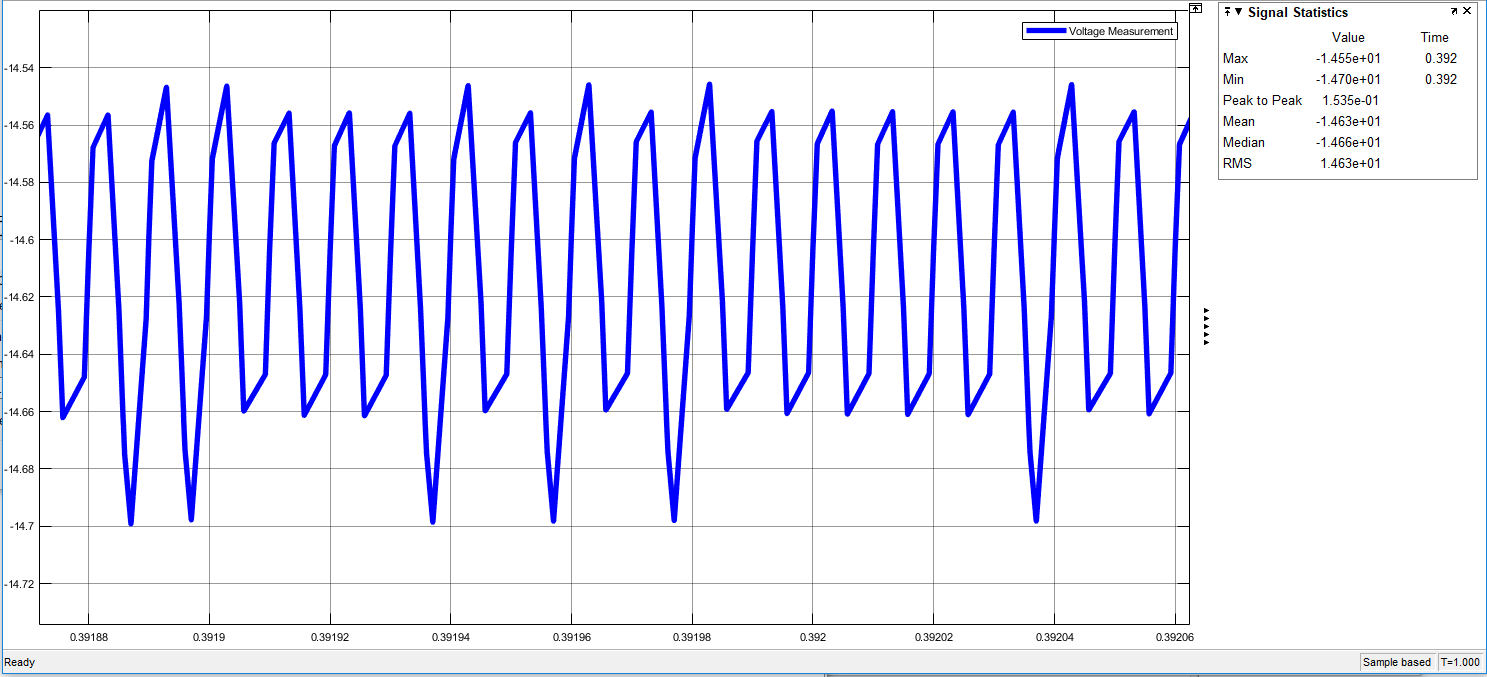 Voltage Measurement
-14.54
-14.56
-14.58
-14.6
-14.62
-14.64
-14.66
-14.68
-14.7
-14.72
0.39188
0.3919
0.39192
0.39194
0.39196
0.39198
0.392
0.39202
0.39204
0.39206
Signal Statistics
Value Time
Max -1.455e+01 0.392
Min -1.470e+01 0.392
Peak to Peak 1.535e-01
Mean -1.463e+01
Median -1.466e+01
RMS 1.463e+01
Ready
Sample based T=1.000